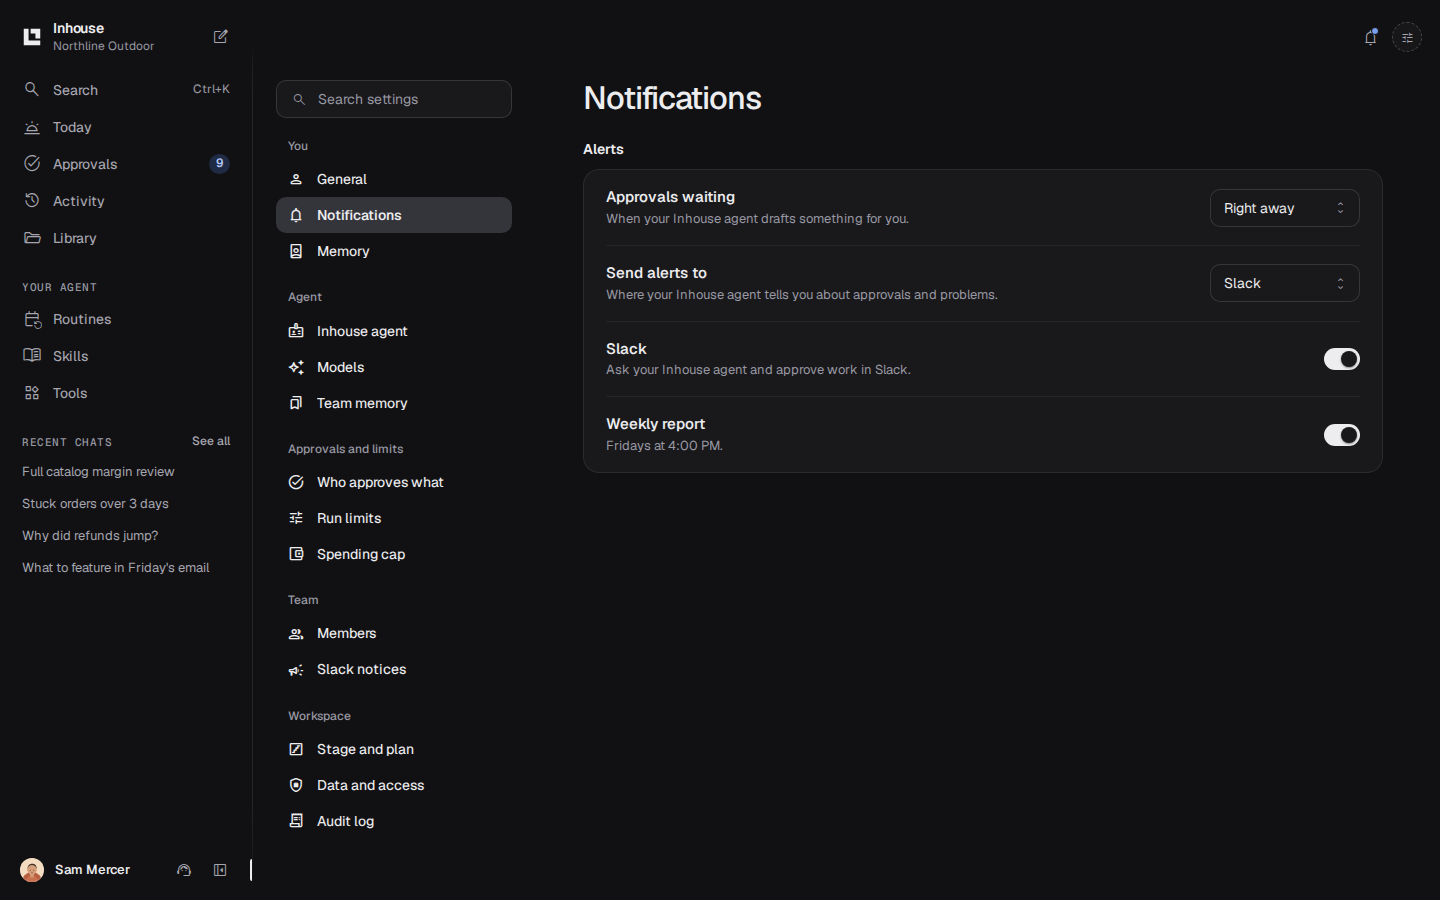 Inhouse
Northline Outdoor
Search
Ctrl+K
Today
Approvals
9
Activity
Library
YOUR AGENT
Routines
Skills
Tools
RECENT CHATS
See all
Full catalog margin review
Stuck orders over 3 days
Why did refunds jump?
What to feature in Friday's email
Sam Mercer
Search settings
You
General
Notifications
Memory
Agent
Inhouse agent
Models
Team memory
Approvals and limits
Who approves what
Run limits
Spending cap
Team
Members
Slack notices
Workspace
Stage and plan
Data and access
Audit log
Notifications
Alerts
Approvals waiting
When your Inhouse agent drafts something for you.
Right away
Send alerts to
Where your Inhouse agent tells you about approvals and problems.
Slack
Slack
Ask your Inhouse agent and approve work in Slack.
Weekly report
Fridays at 4:00 PM.